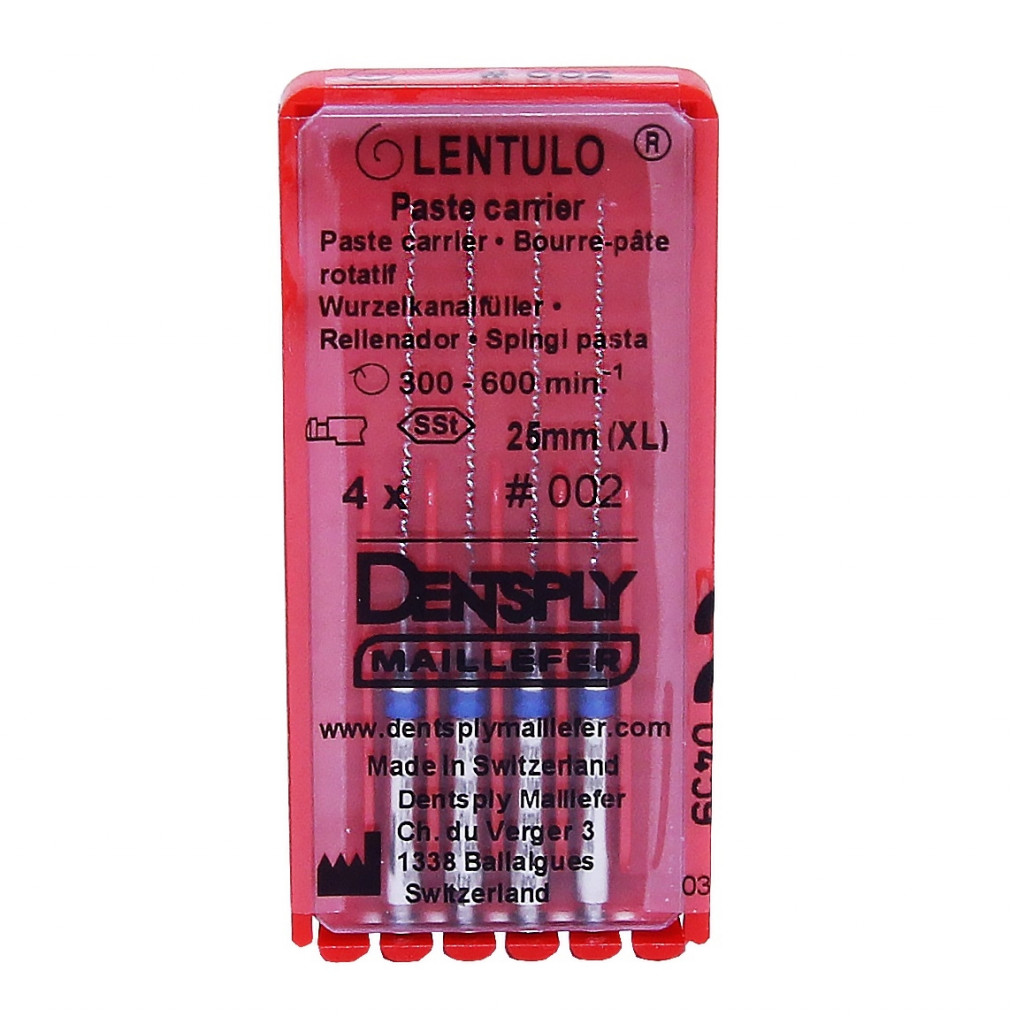 # 002
LENTULO ®
Paste carrier
Paste carrier • Bourre-pâte
rotatif
Wurzelkanalfüller •
Rellenador • Spingi pasta
300 - 600 min.-1
SSt
25mm (XL)
4 x # 002
DENTSPLY
MAILLEFER
www.dentsplymaillefer.com
Made in Switzerland
Dentsply Maillefer
Ch. du Verger 3
1338 Ballaigues
Switzerland
03